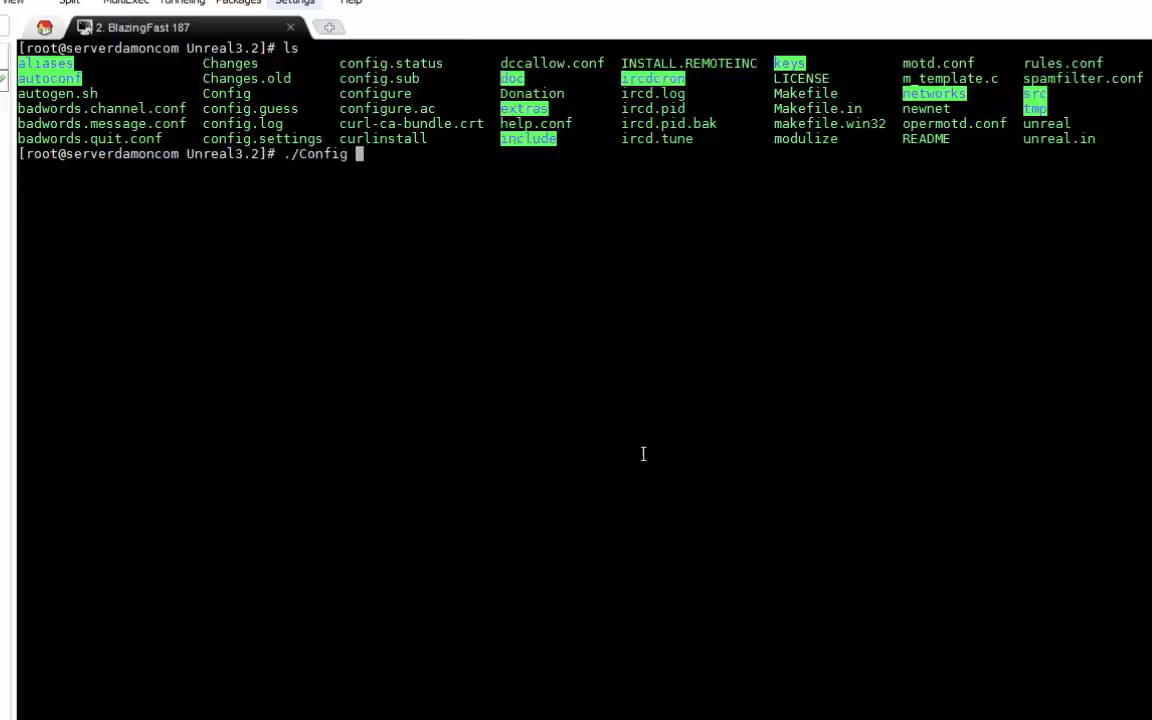 View Split MultiExec Tunneling Packages Settings Help
2. BlazingFast 187
[root@serverdamoncom Unreal3.2]# ls
aliases Changes config.status dccallow.conf INSTALL.REMOTEINC keys motd.conf rules.conf
autoconf Changes.old config.sub doc ircdcron LICENSE m_template.c spamfilter.conf
autogen.sh Config configure Donation ircd.log Makefile networks src
badwords.channel.conf config.guess configure.ac extras ircd.pid Makefile.in newnet tmp
badwords.message.conf config.log curl-ca-bundle.crt help.conf ircd.pid.bak makefile.win32 opermotd.conf unreal
badwords.quit.conf config.settings curlinstall include ircd.tune modulize README unreal.in
[root@serverdamoncom Unreal3.2]# ./Config